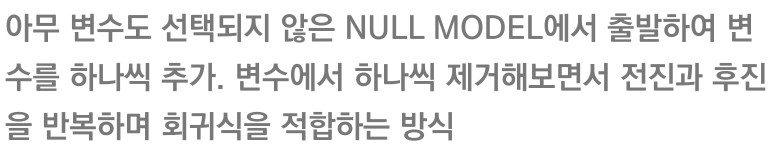 아무 변수도 선택되지 않은 NULL MODEL에서 출발하여 변
수를 하나씩 추가. 변수에서 하나씩 제거해보면서 전진과 후진
을 반복하며 회귀식을 적합하는 방식